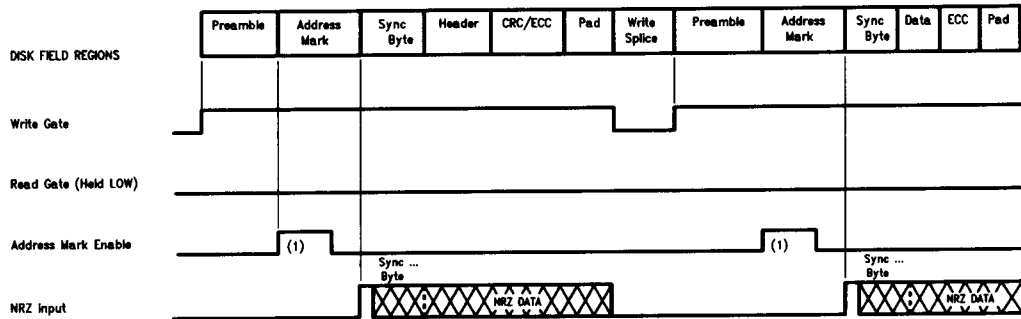 Preamble Address Mark Sync Byte Header CRC/ECC Pad Write Splice Preamble Address Mark Sync Byte Data ECC Pad
DISK FIELD REGIONS
Write Gate
Read Gate (Held LOW)
Address Mark Enable (1) (1)
Sync ... Byte Sync ... Byte
NRZ Input NRZ DATA NRZ DATA